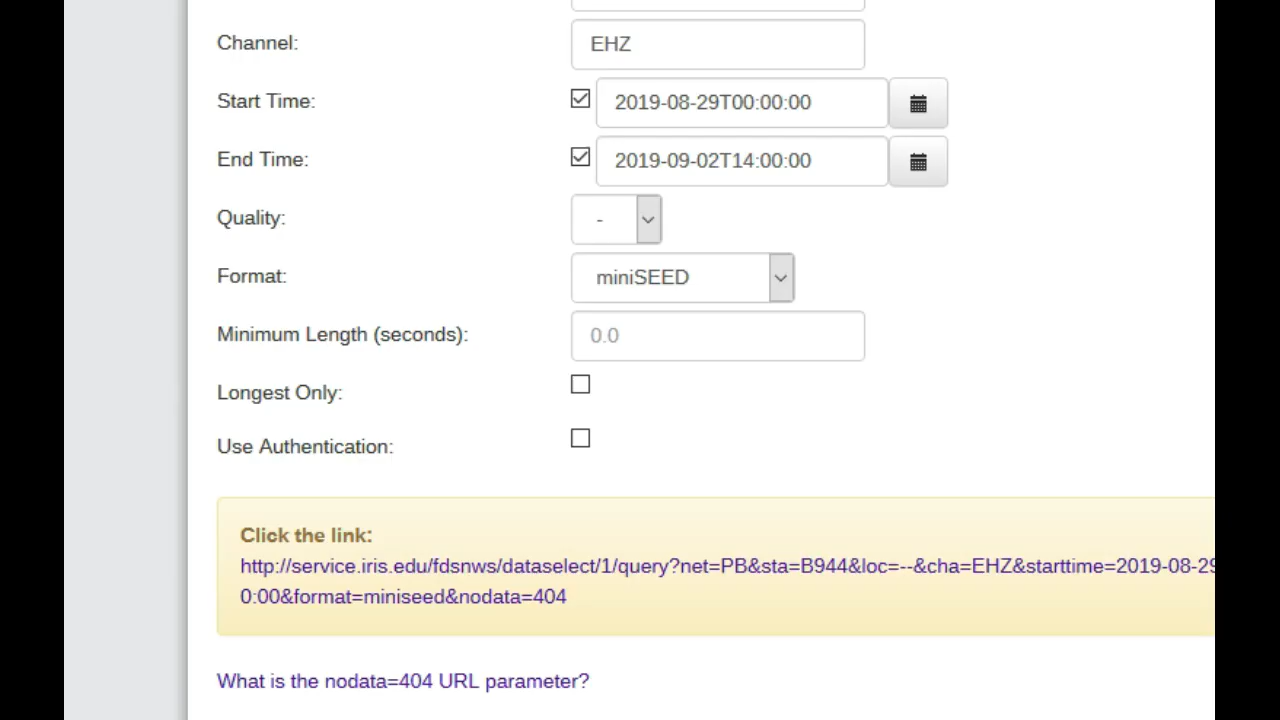 Channel:
EHZ
Start Time:
2019-08-29T00:00:00
End Time:
2019-09-02T14:00:00
Quality:
-
Format:
miniSEED
Minimum Length (seconds):
0.0
Longest Only:
Use Authentication:
Click the link:
http://service.iris.edu/fdsnws/dataselect/1/query?net=PB&sta=B944&loc=--&cha=EHZ&starttime=2019-08-29
0:00&format=miniseed&nodata=404
What is the nodata=404 URL parameter?